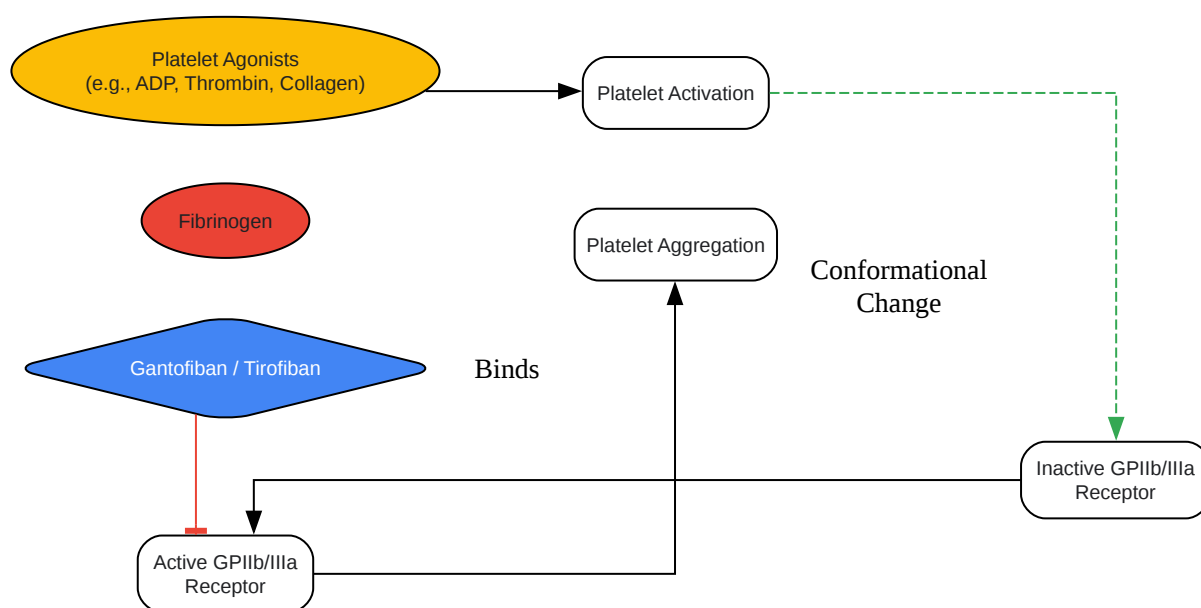 Platelet Agonists
(e.g., ADP, Thrombin, Collagen)
Platelet Activation
Fibrinogen
Platelet Aggregation
Conformational
Change
Gantofiban / Tirofiban
Binds
Inactive GPIIb/IIIa
Receptor
Active GPIIb/IIIa
Receptor